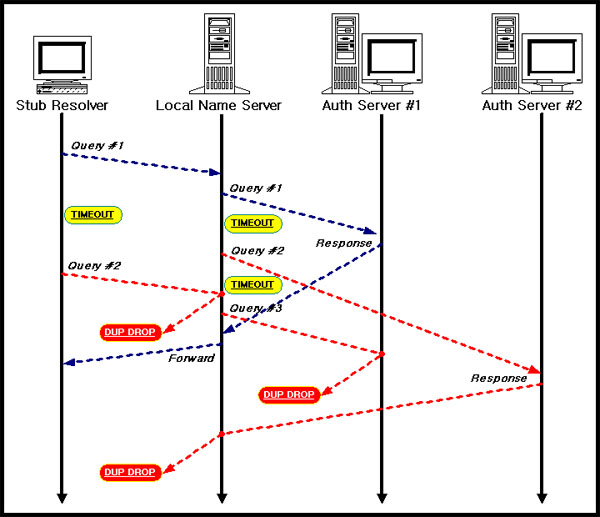 Stub Resolver
Local Name Server
Auth Server #1
Auth Server #2
Query #1
Query #1
TIMEOUT
TIMEOUT
Response
Query #2
Query #2
TIMEOUT
Query #3
DUP DROP
Forward
Response
DUP DROP
DUP DROP